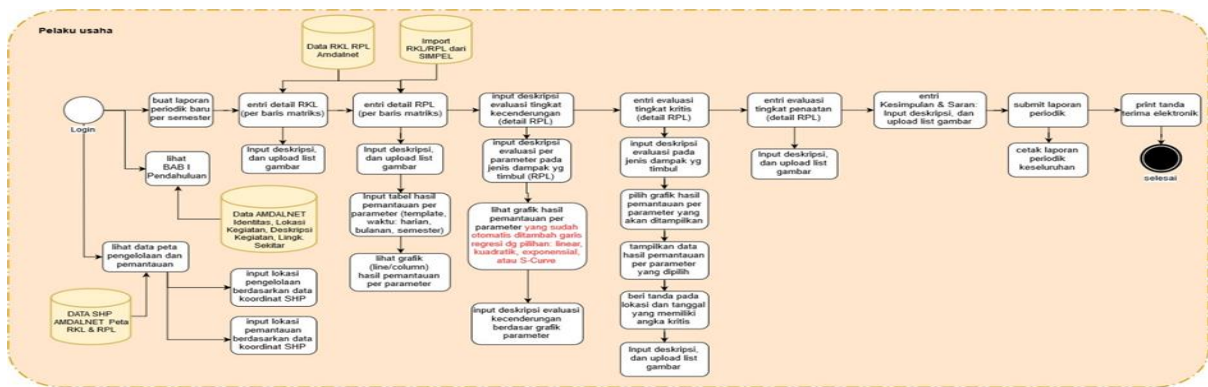 Pelaku usaha
Data RKL RPL
Amdalnet
Import
RKL/RPL dari
SIMPEL
Login
buat laporan
periodik baru
per semester
entri detail RKL
(per baris matriks)
entri detail RPL
(per baris matriks)
input deskripsi
evaluasi tingkat
kecenderungan
(detail RPL)
entri evaluasi
tingkat kritis
(detail RPL)
entri evaluasi
tingkat penaatan
(detail RPL)
entri
Kesimpulan & Saran:
Input deskripsi, dan
upload list gambar
submit laporan
periodik
print tanda
terima elektronik
selesai
lihat
BAB I
Pendahuluan
Data AMDALNET
Identitas, Lokasi
Kegiatan, Deskripsi
Kegiatan, Lingk.
Sekitar
lihat data peta
pengelolaan dan
pemantauan
DATA SHP
AMDALNET Peta
RKL & RPL
input lokasi
pengelolaan
berdasarkan data
koordinat SHP
input lokasi
pemantauan
berdasarkan data
koordinat SHP
Input deskripsi,
dan upload list
gambar
Input deskripsi,
dan upload list
gambar
Input tabel hasil
pemantauan per
parameter (template,
waktu: harian,
bulanan, semester)
lihat grafik
(line/column)
hasil pemantauan
per parameter
input deskripsi
evaluasi per
parameter pada
jenis dampak yg
timbul (RPL)
lihat grafik hasil
pemantauan per
parameter yang sudah
otomatis ditambah garis
regresi dg pilihan: linear,
kuadratik, exponensial,
atau S-Curve
input deskripsi evaluasi
kecenderungan
berdasar grafik
parameter
input deskripsi
evaluasi pada
jenis dampak yg
timbul
pilih grafik hasil
pemantauan per
parameter yang
akan ditampilkan
tampilkan data
hasil pemantauan
per parameter
yang dipilih
beri tanda pada
lokasi dan tanggal
yang memiliki
angka kritis
Input deskripsi,
dan upload list
gambar
Input deskripsi,
dan upload list
gambar
cetak laporan
periodik
keseluruhan